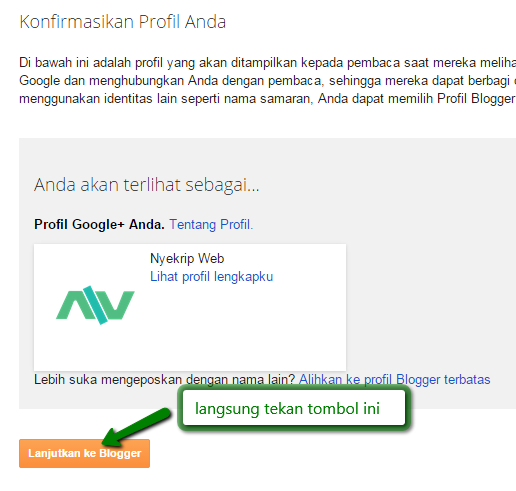 Konfirmasikan Profil Anda
Di bawah ini adalah profil yang akan ditampilkan kepada pembaca saat mereka meliha
Google dan menghubungkan Anda dengan pembaca, sehingga mereka dapat berbagi
menggunakan identitas lain seperti nama samaran, Anda dapat memilih Profil Blogger
Anda akan terlihat sebagai...
Profil Google+ Anda. Tentang Profil.
Nyekrip Web
Lihat profil lengkapku
Lebih suka mengeposkan dengan nama lain? Alihkan ke profil Blogger terbatas
langsung tekan tombol ini
Lanjutkan ke Blogger